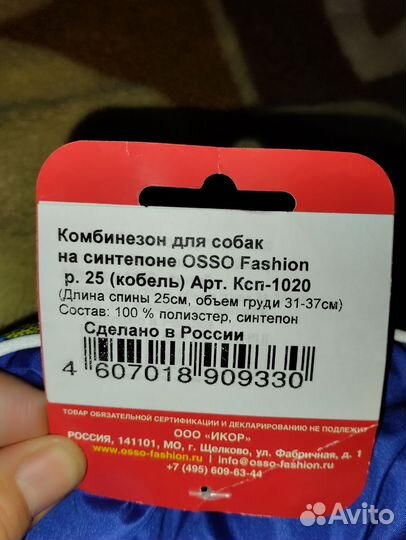 Комбинезон для собак
на синтепоне OSSO Fashion
р. 25 (кобель) Арт. Ксп-1020
(Длина спины 25см, объем груди 31-37см)
Состав: 100 % полиэстер, синтепон
Сделано в России
4 607018 909330
ТОВАР ОБЯЗАТЕЛЬНОЙ СЕРТИФИКАЦИИ И ДЕКЛАРИРОВАНИЮ НЕ ПОДЛЕЖИТ
ООО "ИКОР"
РОССИЯ, 141101, МО, г. Щелково, ул. Фабричная, д. 1
www.osso-fashion.ru | info@osso-fashion.ru
+7 (495) 609-63-44
Avito